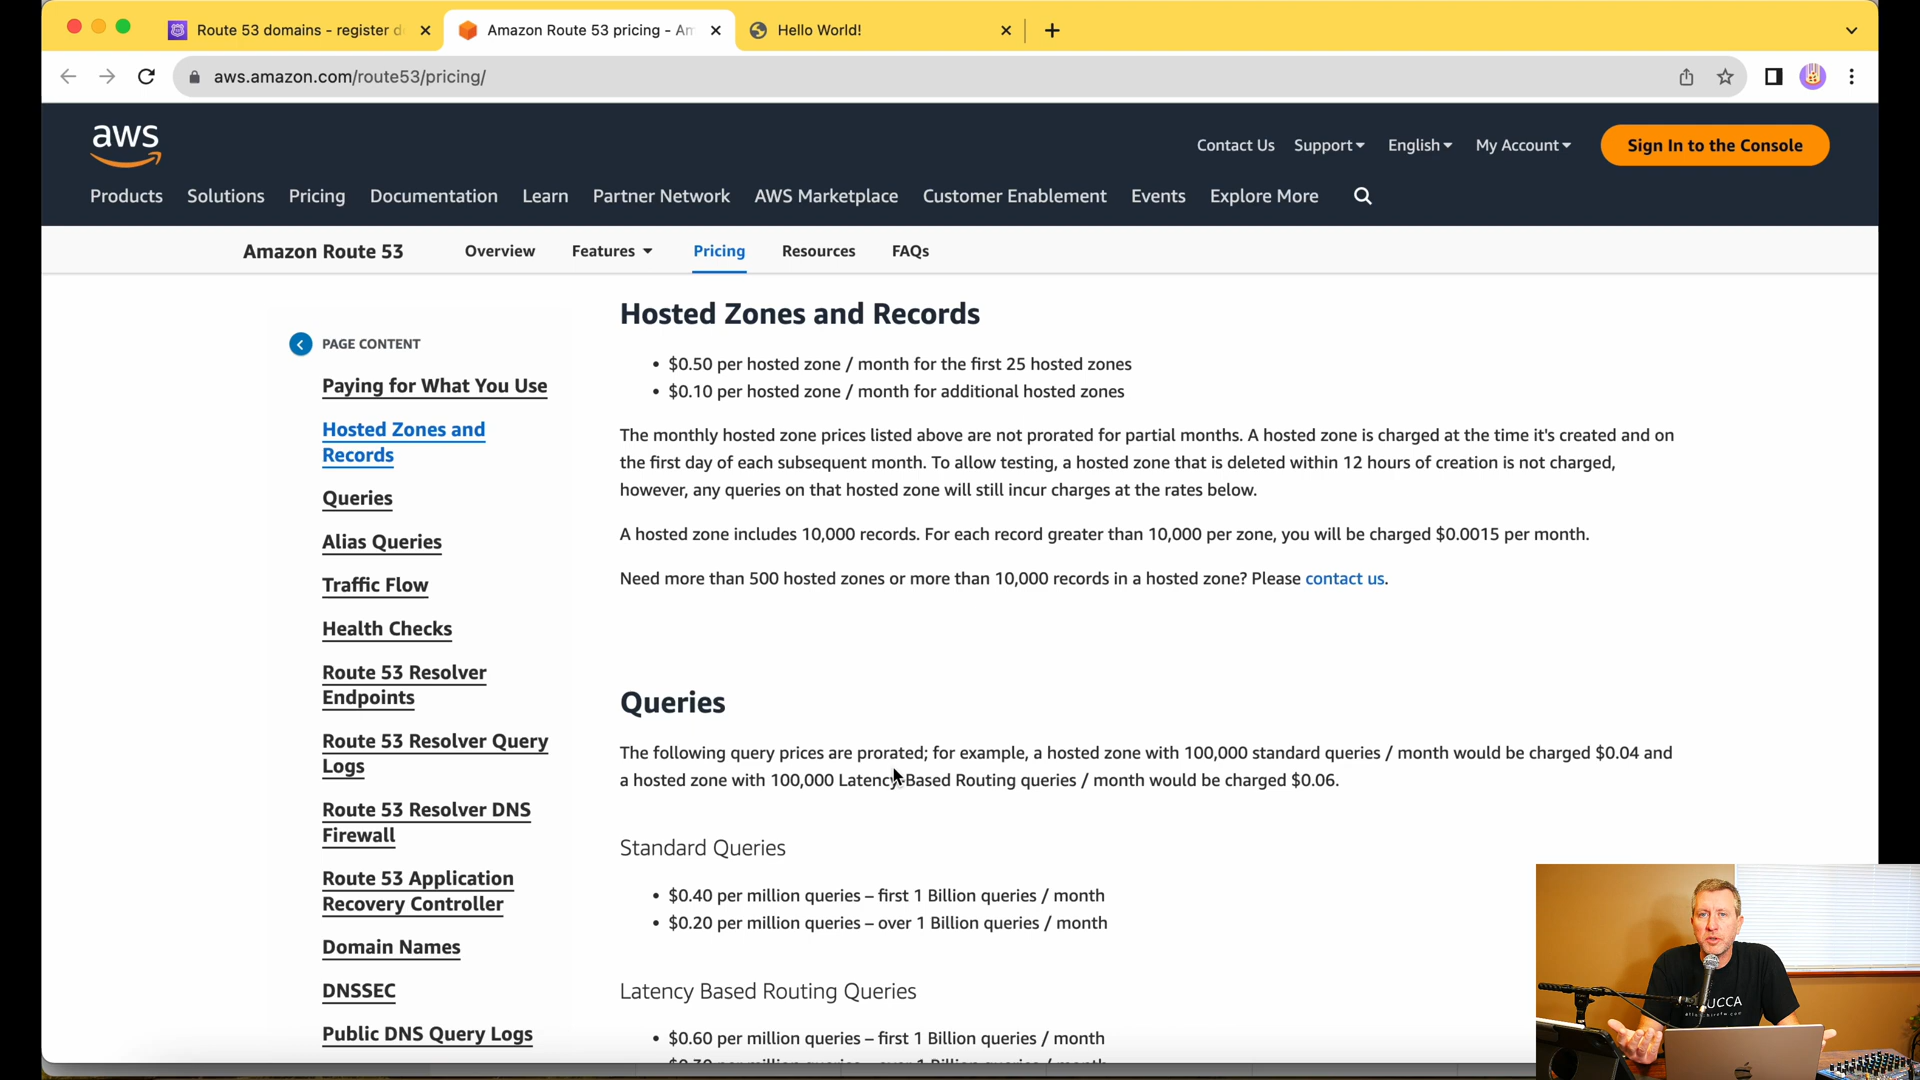 Route 53 domains - register d
Amazon Route 53 pricing - Am
Hello World!
aws.amazon.com/route53/pricing/
aws
Contact Us Support English My Account Sign In to the Console
Products Solutions Pricing Documentation Learn Partner Network AWS Marketplace Customer Enablement Events Explore More
Amazon Route 53 Overview Features Pricing Resources FAQs
PAGE CONTENT
Paying for What You Use
Hosted Zones and
Records
Queries
Alias Queries
Traffic Flow
Health Checks
Route 53 Resolver
Endpoints
Route 53 Resolver Query
Logs
Route 53 Resolver DNS
Firewall
Route 53 Application
Recovery Controller
Domain Names
DNSSEC
Public DNS Query Logs
Hosted Zones and Records
• $0.50 per hosted zone / month for the first 25 hosted zones
• $0.10 per hosted zone / month for additional hosted zones
The monthly hosted zone prices listed above are not prorated for partial months. A hosted zone is charged at the time it's created and on
the first day of each subsequent month. To allow testing, a hosted zone that is deleted within 12 hours of creation is not charged,
however, any queries on that hosted zone will still incur charges at the rates below.
A hosted zone includes 10,000 records. For each record greater than 10,000 per zone, you will be charged $0.0015 per month.
Need more than 500 hosted zones or more than 10,000 records in a hosted zone? Please contact us.
Queries
The following query prices are prorated; for example, a hosted zone with 100,000 standard queries / month would be charged $0.04 and
a hosted zone with 100,000 Latency Based Routing queries / month would be charged $0.06.
Standard Queries
• $0.40 per million queries – first 1 Billion queries / month
• $0.20 per million queries – over 1 Billion queries / month
Latency Based Routing Queries
• $0.60 per million queries – first 1 Billion queries / month
UCCA